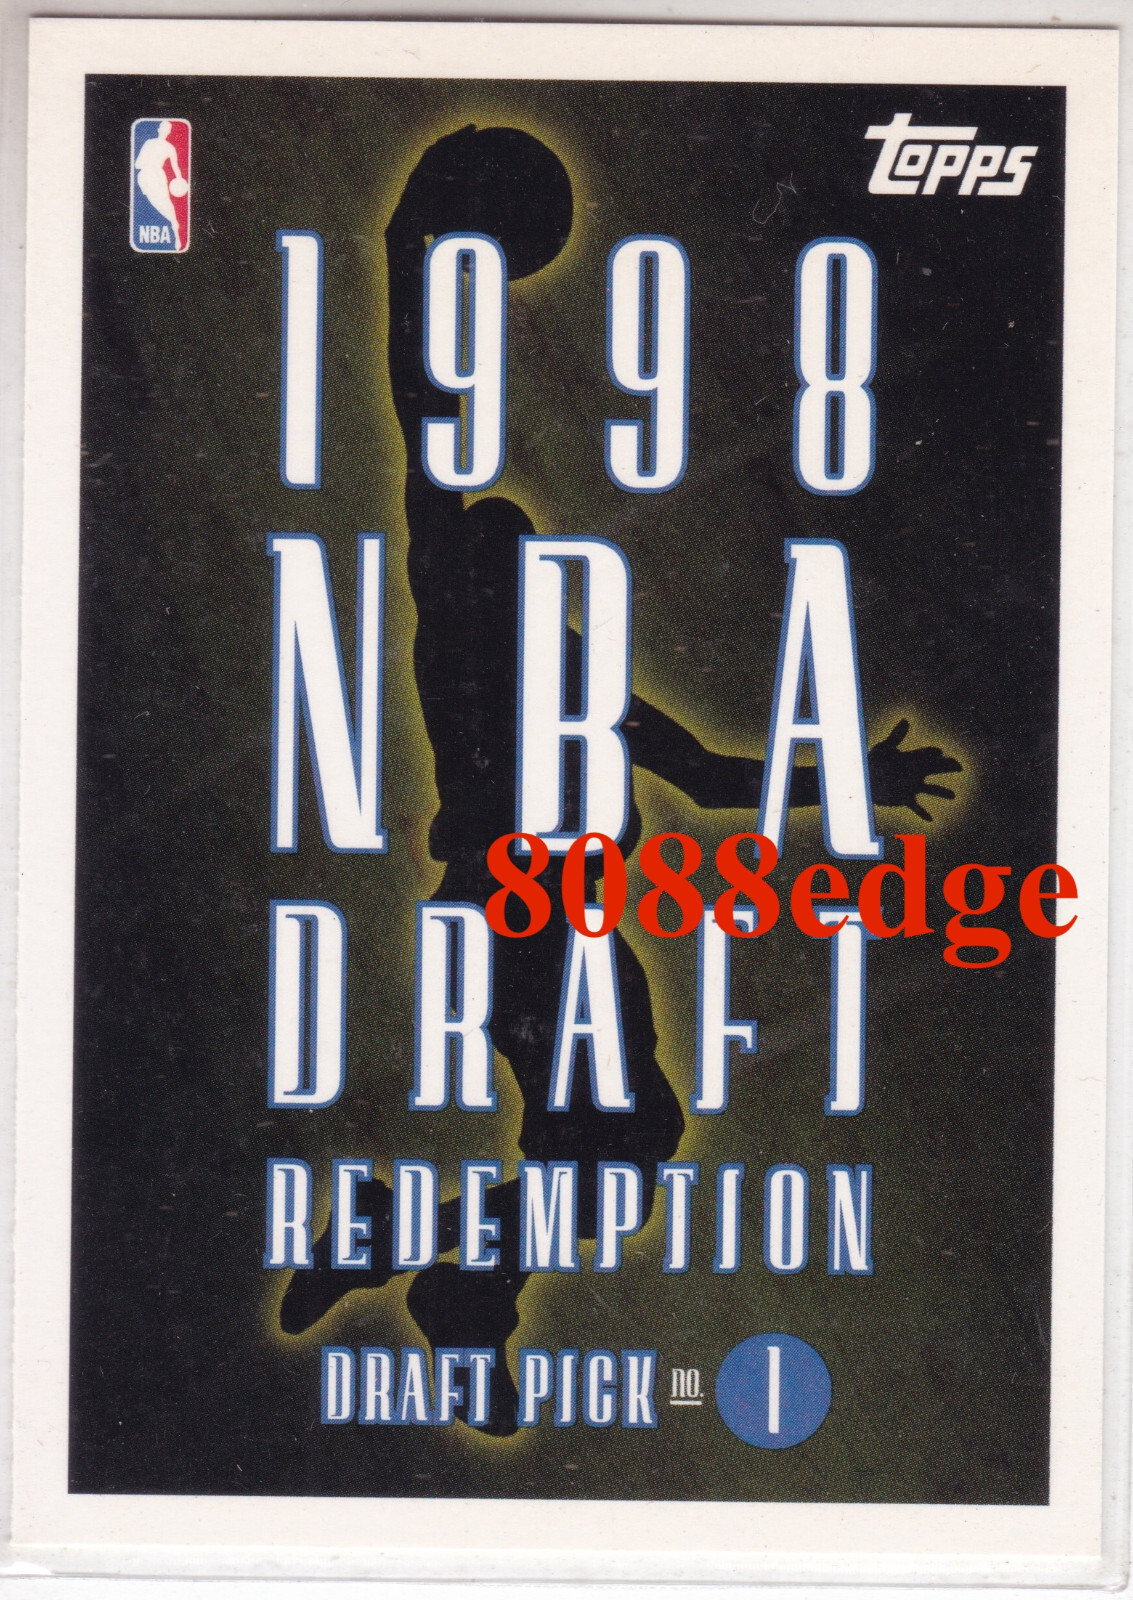 NBA
TOPPS
1998
NBA
8088edge
DRAFT
REDEMPTION
DRAFT PICK no. 1